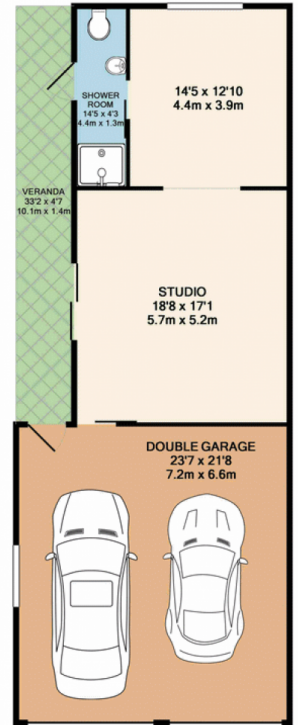 SHOWER
ROOM
14'5 x 4'3
4.4m x 1.3m
14'5 x 12'10
4.4m x 3.9m
VERANDA
33'2 x 4'7
10.1m x 1.4m
STUDIO
18'8 x 17'1
5.7m x 5.2m
DOUBLE GARAGE
23'7 x 21'8
7.2m x 6.6m